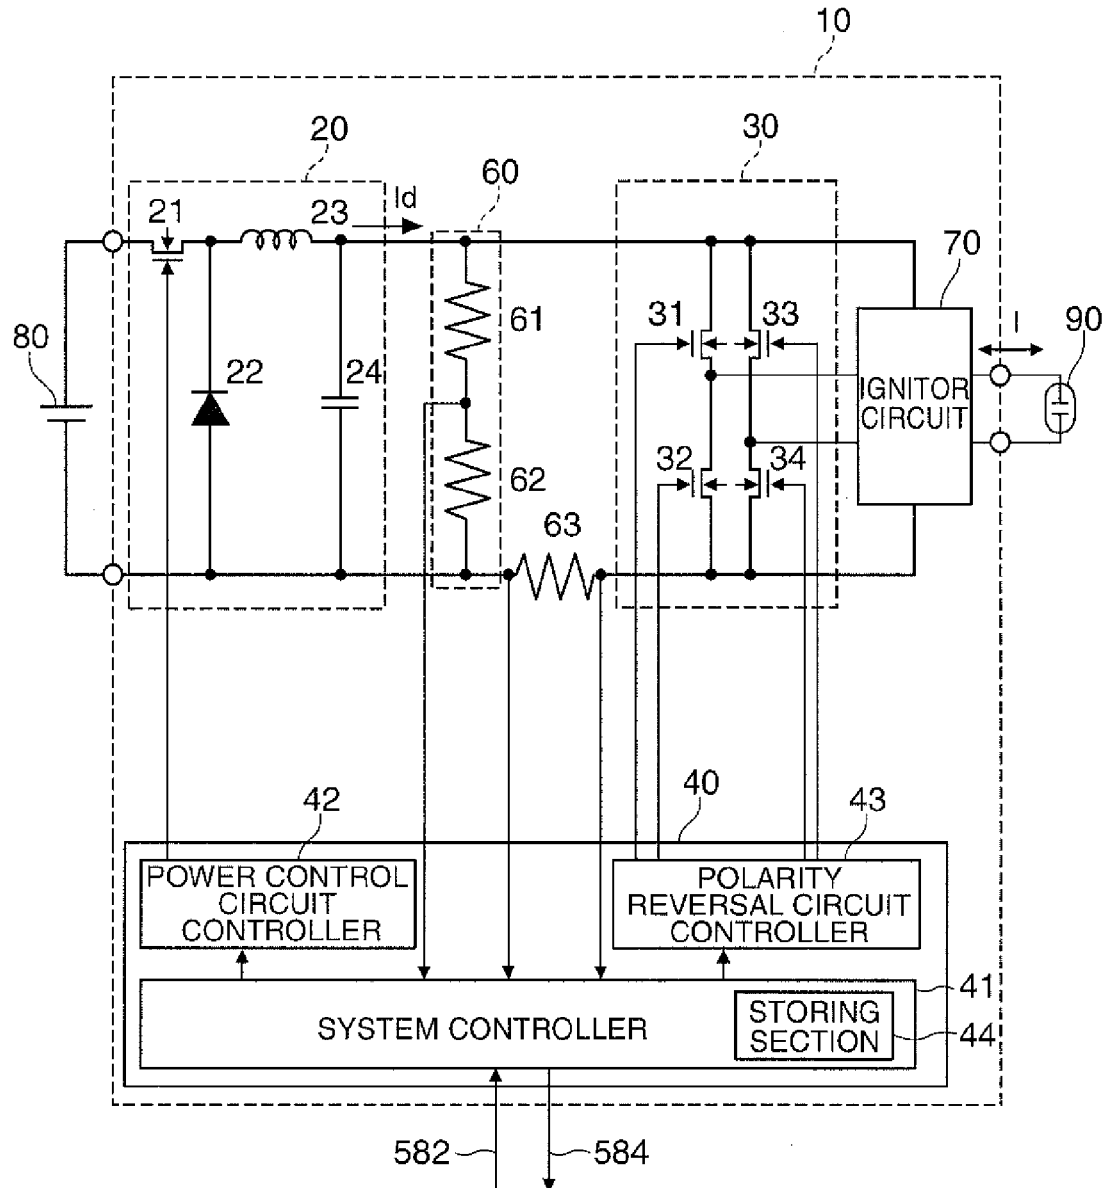 10
20
30
60
Id
21
23
70
61
31
33
I
90
80
22
24
IGNITOR
CIRCUIT
32
34
62
63
40
42
43
POWER CONTROL
CIRCUIT
CONTROLLER
POLARITY
REVERSAL CIRCUIT
CONTROLLER
41
SYSTEM CONTROLLER
STORING
SECTION
44
582
584